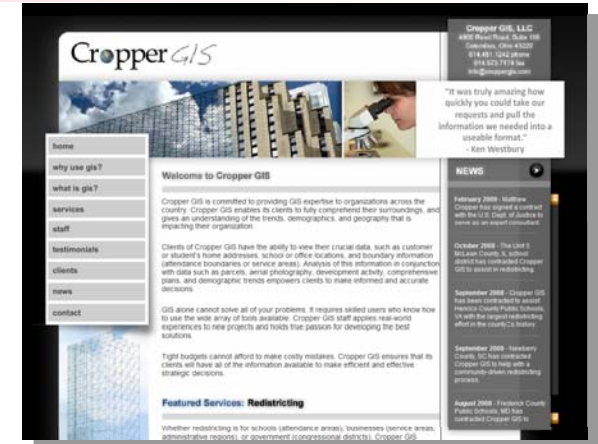 Cropper GIS
Cropper GIS, LLC
Columbus, Ohio 43220
614.451.1242 phone
info@croppergis.com
"It was truly amazing how
quickly you could take our
requests and pull the
information we needed into a
useable format."
- Ken Westbury
home
why use gis?
what is gis?
services
staff
testimonials
clients
news
contact
Welcome to Cropper GIS
Cropper GIS is committed to providing GIS expertise to organizations across the
country. Cropper GIS enables its clients to fully comprehend their surroundings, and
gives an understanding of the trends, demographics, and geography that is
impacting their organization.
Clients of Cropper GIS have the ability to view their crucial data, such as customer
or student's home addresses, school or office locations, and boundary information
(attendance boundaries or service areas). Analysis of this information in conjunction
with data such as parcels, aerial photography, development activity, comprehensive
plans, and demographic trends empowers clients to make informed and accurate
decisions.
GIS alone cannot solve all of your problems. It requires skilled users who know how
to use the wide array of tools available. Cropper GIS staff applies real-world
experiences to new projects and holds true passion for developing the best
solutions.
Tight budgets cannot afford to make costly mistakes. Cropper GIS ensures that its
clients will have all of the information available to make efficient and effective
strategic decisions.
Featured Services: Redistricting
Whether redistricting is for schools (attendance areas), businesses (service areas,
administrative regions), or government (congressional districts), Cropper GIS
NEWS
February 2009 - Matthew
Cropper has signed a contract
with the U.S. Dept. of Justice to
serve as an expert consultant.
October 2008 - The Unit 5
McLean County, IL school
district has contracted Cropper
GIS to assist in redistricting.
September 2008 - Cropper GIS
has been contracted to assist
Henrico County Public Schools,
VA with the largest redistricting
effort in the county's history.
September 2008 - Newberry
County, SC has contracted
Cropper GIS to help with a
community-driven redistricting
process.
August 2008 - Frederick County
Public Schools, MD has
contracted Cropper GIS to